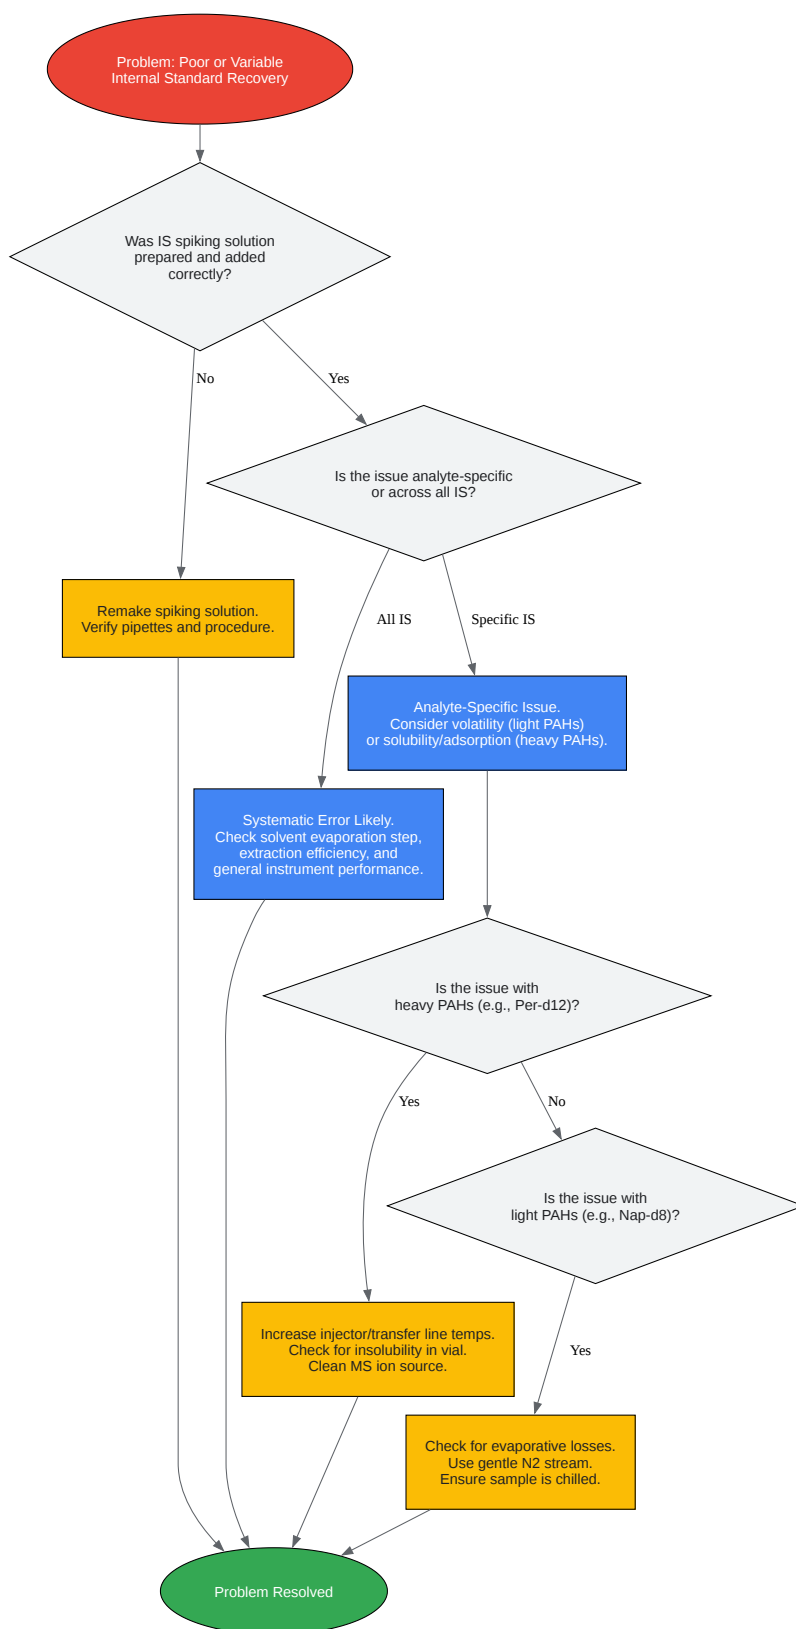 Problem: Poor or Variable
Internal Standard Recovery
Was IS spiking solution
prepared and added
correctly?
No
Yes
Is the issue analyte-specific
or across all IS?
Remake spiking solution.
Verify pipettes and procedure.
All IS
Specific IS
Analyte-Specific Issue.
Consider volatility (light PAHs)
or solubility/adsorption (heavy PAHs).
Systematic Error Likely.
Check solvent evaporation step,
extraction efficiency, and
general instrument performance.
Is the issue with
heavy PAHs (e.g., Per-d12)?
Yes
No
Is the issue with
light PAHs (e.g., Nap-d8)?
Increase injector/transfer line temps.
Check for insolubility in vial.
Clean MS ion source.
Yes
Check for evaporative losses.
Use gentle N2 stream.
Ensure sample is chilled.
Problem Resolved